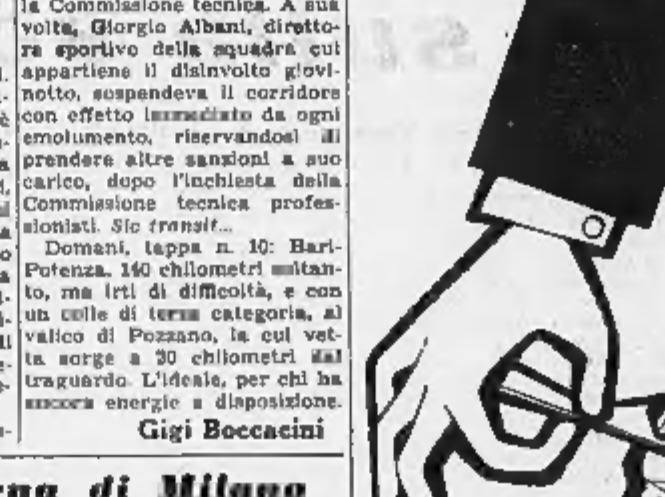 la Commissione tecnica. A sua
volta, Giorgio Albani, diretto-
re sportivo della squadra cui
appartiene il disinvolto giovi-
notto, sospendeva il corridore
con effetto immediato da ogni
emolumento, riservandosi di
prendere altre sanzioni a suo
carico, dopo l'inchiesta della
Commissione tecnica profes-
sionisti. Sic transit...
Domani, tappa n. 10: Bari-
Potenza. 140 chilometri soltan-
to, ma irti di difficoltà, e con
un colle di terza categoria, al
valico di Pozzano, la cui vet-
ta sorge a 30 chilometri dal
traguardo. L'ideale, per chi ha
ancora energie a disposizione.
Gigi Boccacini
di Milano